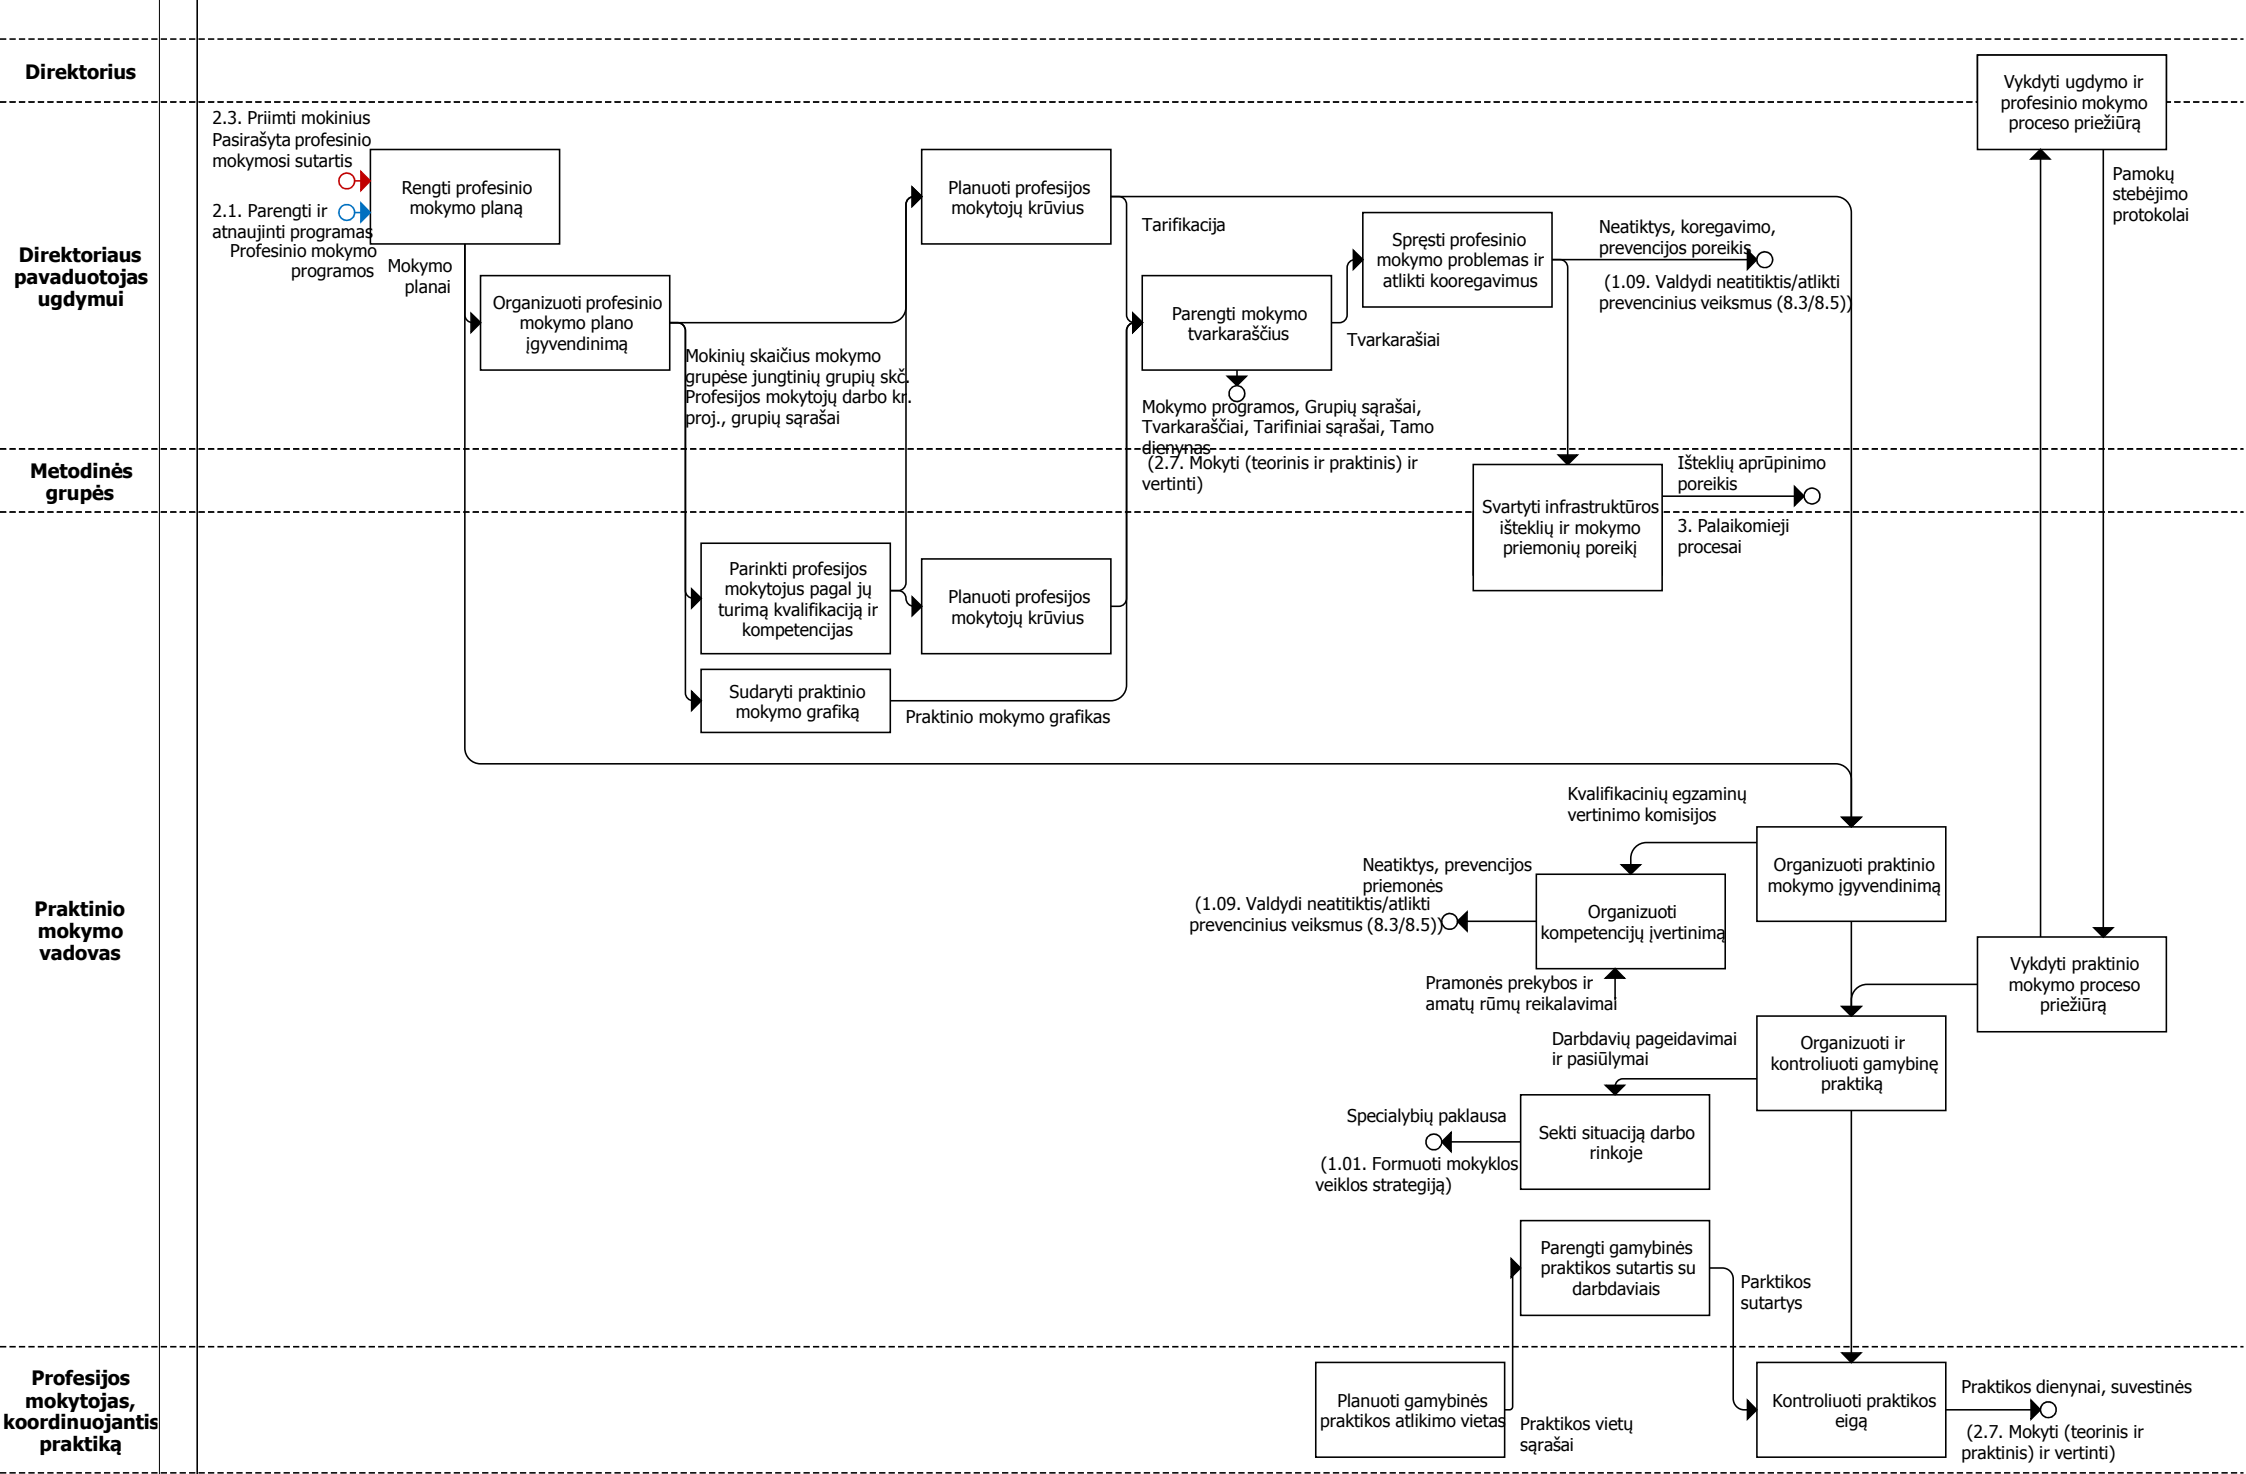 Direktorius
Vykdyti ugdymo ir
profesinio mokymo
proceso priežiūrą
Pamokų
stebėjimo
protokolai
Direktoriaus
pavaduotojas
ugdymui
2.3. Priimti mokinius
Pasirašyta profesinio
mokymosi sutartis
2.1. Parengti ir
atnaujinti programas
Profesinio mokymo
programos
Rengti profesinio
mokymo planą
Mokymo
planai
Organizuoti profesinio
mokymo plano
įgyvendinimą
Mokinių skaičius mokymo
grupėse jungtinių grupių skč.
Profesijos mokytojų darbo kr.
proj., grupių sąrašai
Planuoti profesijos
mokytojų krūvius
Tarifikacija
Parengti mokymo
tvarkaraščius
Tvarkarašiai
Mokymo programos, Grupių sąrašai,
Tvarkaraščiai, Tarifiniai sąrašai, Tamo
dienynas
(2.7. Mokyti (teorinis ir praktinis) ir
vertinti)
Spręsti profesinio
mokymo problemas ir
atlikti kooregavimus
Neatiktys, koregavimo,
prevencijos poreikis
(1.09. Valdydi neatitiktis/atlikti
prevencinius veiksmus (8.3/8.5))
Metodinės
grupės
Svartyti infrastruktūros
išteklių ir mokymo
priemonių poreikį
Išteklių aprūpinimo
poreikis
3. Palaikomieji
procesai
Praktinio
mokymo
vadovas
Parinkti profesijos
mokytojus pagal jų
turimą kvalifikaciją ir
kompetencijas
Planuoti profesijos
mokytojų krūvius
Sudaryti praktinio
mokymo grafiką
Praktinio mokymo grafikas
Kvalifikacinių egzaminų
vertinimo komisijos
Organizuoti praktinio
mokymo įgyvendinimą
Neatiktys, prevencijos
priemonės
(1.09. Valdydi neatitiktis/atlikti
prevencinius veiksmus (8.3/8.5))
Organizuoti
kompetencijų įvertinimą
Pramonės prekybos ir
amatų rūmų reikalavimai
Vykdyti praktinio
mokymo proceso
priežiūrą
Darbdavių pageidavimai
ir pasiūlymai
Organizuoti ir
kontroliuoti gamybinę
praktiką
Specialybių paklausa
(1.01. Formuoti mokyklos
veiklos strategiją)
Sekti situaciją darbo
rinkoje
Parengti gamybinės
praktikos sutartis su
darbdaviais
Parktikos
sutartys
Profesijos
mokytojas,
koordinuojantis
praktiką
Planuoti gamybinės
praktikos atlikimo vietas
Praktikos vietų
sąrašai
Kontroliuoti praktikos
eigą
Praktikos dienynai, suvestinės
(2.7. Mokyti (teorinis ir
praktinis) ir vertinti)